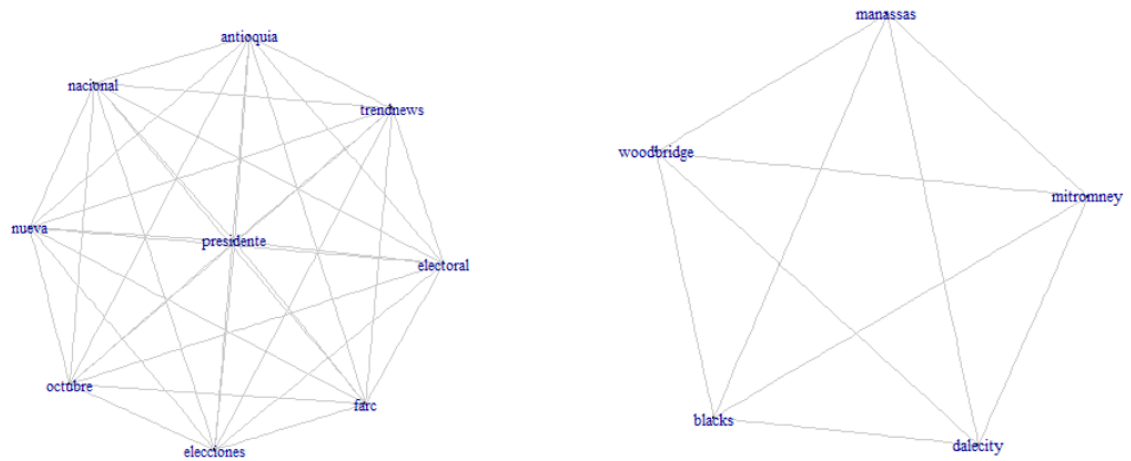 antioquia
nacional
trendnews
nueva
presidente
electoral
octubre
farc
elecciones
manassas
woodbridge
mitromney
blacks
dalecity